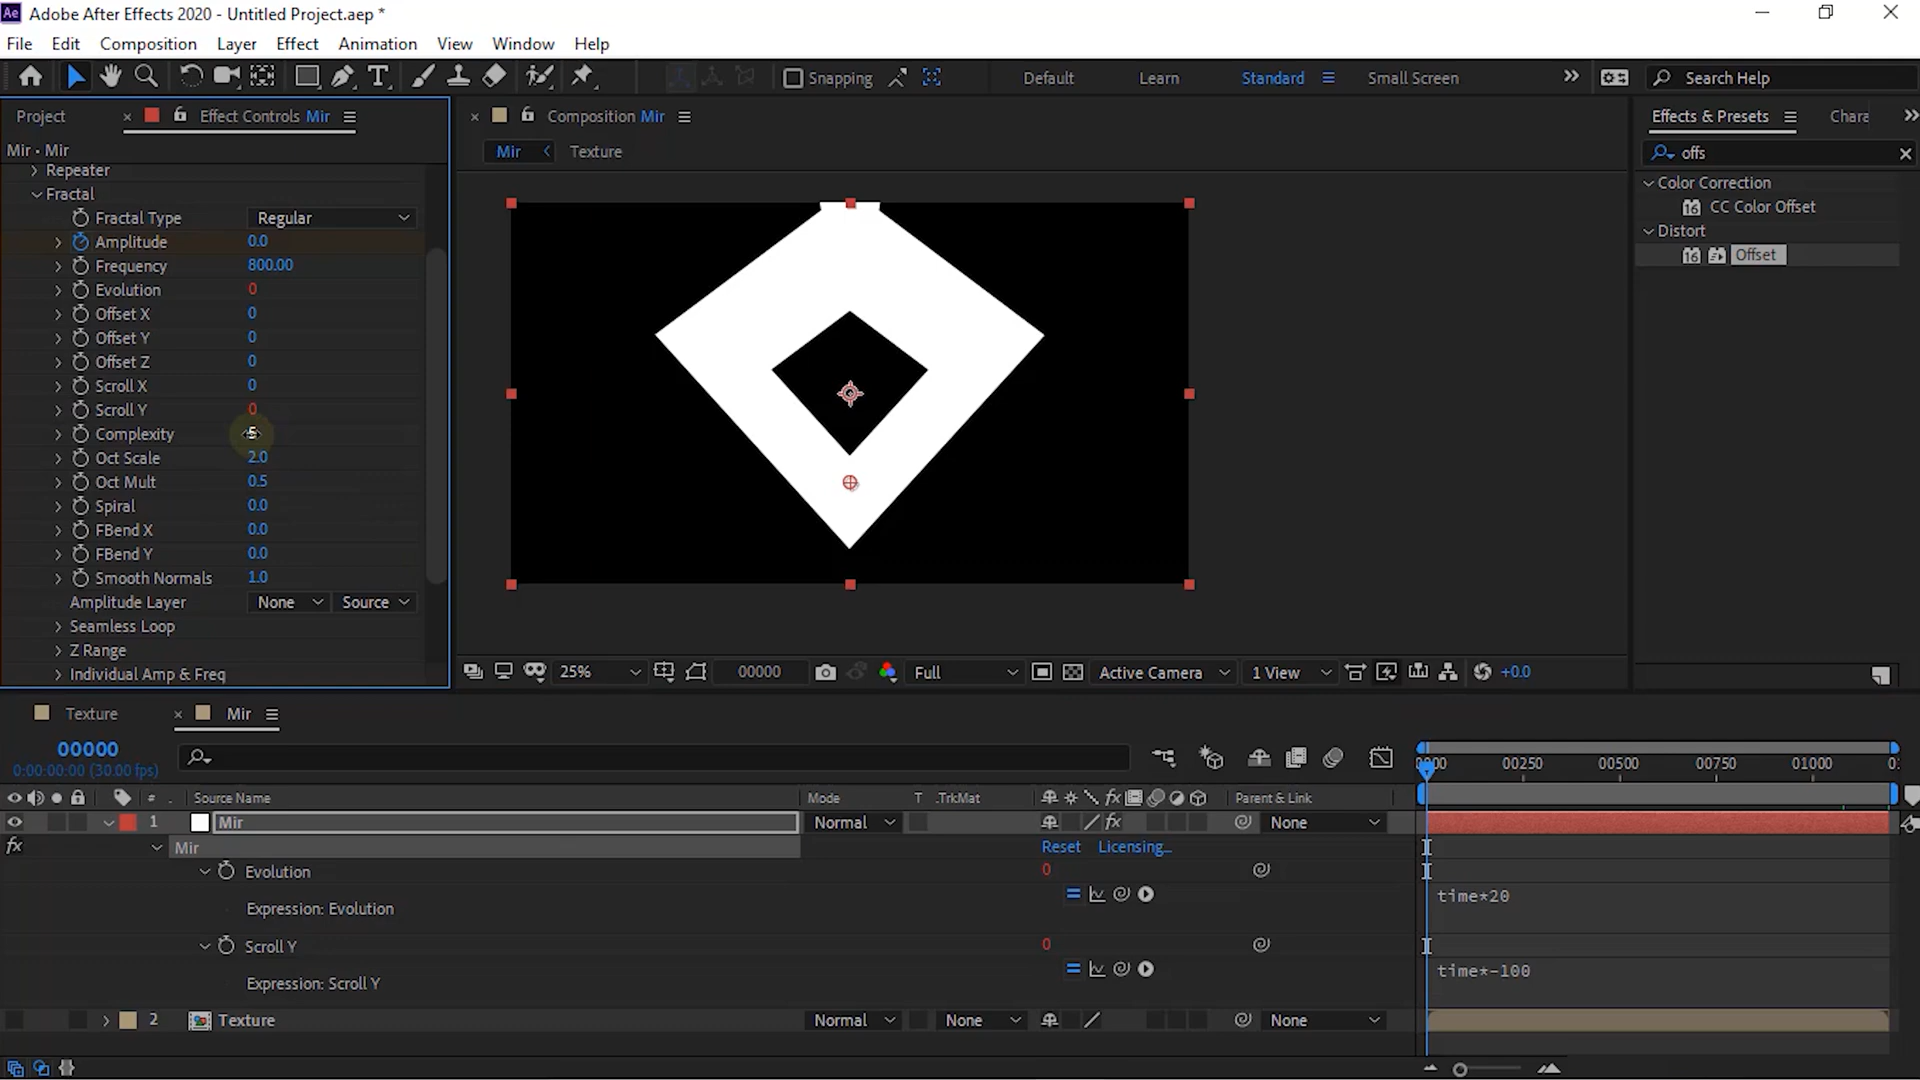 Ae Adobe After Effects 2020 - Untitled Project.aep *
File Edit Composition Layer Effect Animation View Window Help
Snapping Default Learn Standard Small Screen Search Help
Project Effect Controls Mir
Mir • Mir
Repeater
Fractal
Fractal Type Regular
Amplitude 0.0
Frequency 800.00
Evolution 0
Offset X 0
Offset Y 0
Offset Z 0
Scroll X 0
Scroll Y 0
Complexity 5
Oct Scale 2.0
Oct Mult 0.5
Spiral 0.0
FBend X 0.0
FBend Y 0.0
Smooth Normals 1.0
Amplitude Layer None Source
Seamless Loop
Z Range
Individual Amp & Freq
Composition Mir
Mir Texture
25% 00000 Full Active Camera 1 View +0.0
Effects & Presets Chara
offs
Color Correction
16 CC Color Offset
Distort
16 Offset
Texture Mir
00000
0:00:00:00 (30.00 fps)
0000 00250 00500 00750 01000 01
# Source Name Mode T .TrkMat Parent & Link
1 Mir Normal None
fx Mir Reset Licensing...
Evolution 0
Expression: Evolution time*20
Scroll Y 0
Expression: Scroll Y time*-100
2 Texture Normal None None